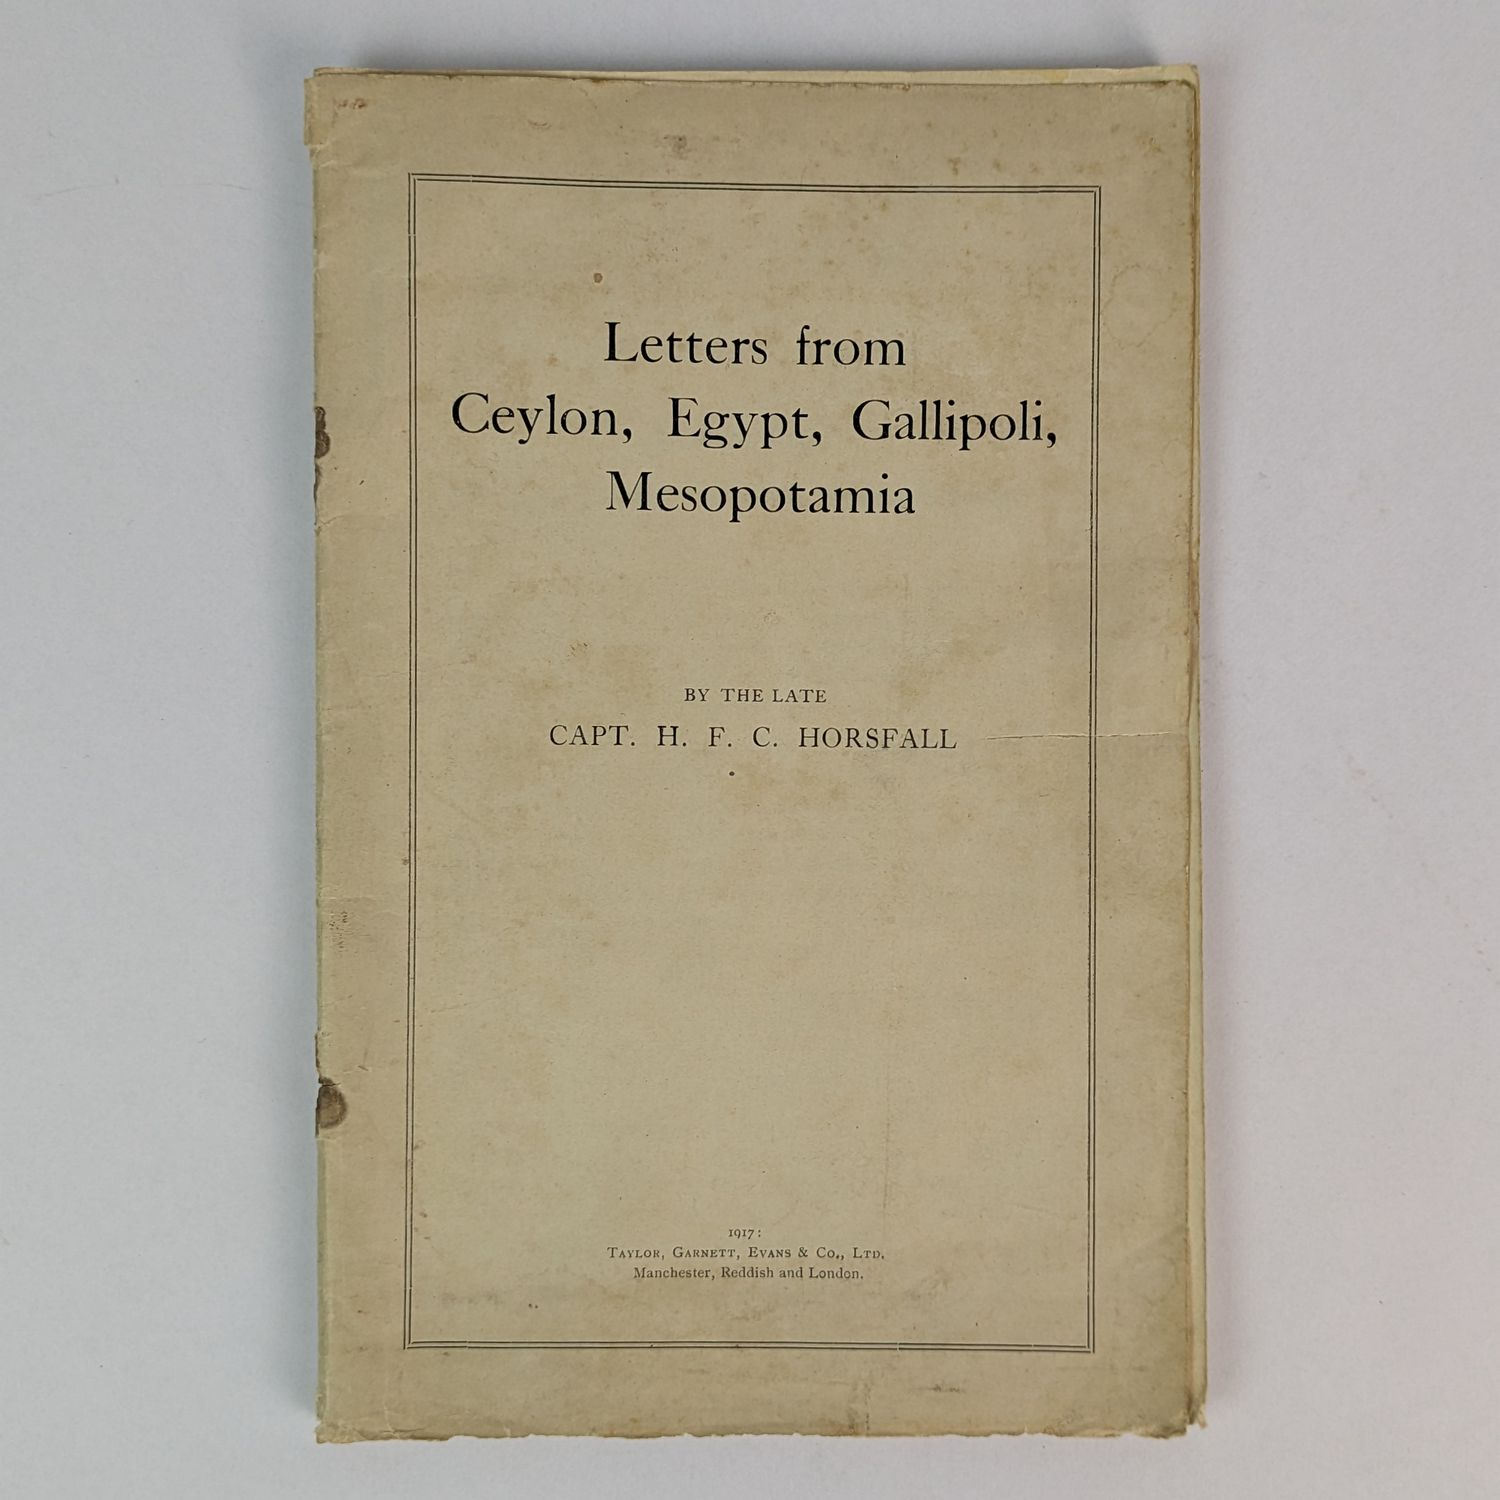 Letters from
Ceylon, Egypt, Gallipoli,
Mesopotamia
BY THE LATE
CAPT. H. F. C. HORSFALL
1917:
TAYLOR, GARNETT, EVANS & CO., LTD.
Manchester, Reddish and London.